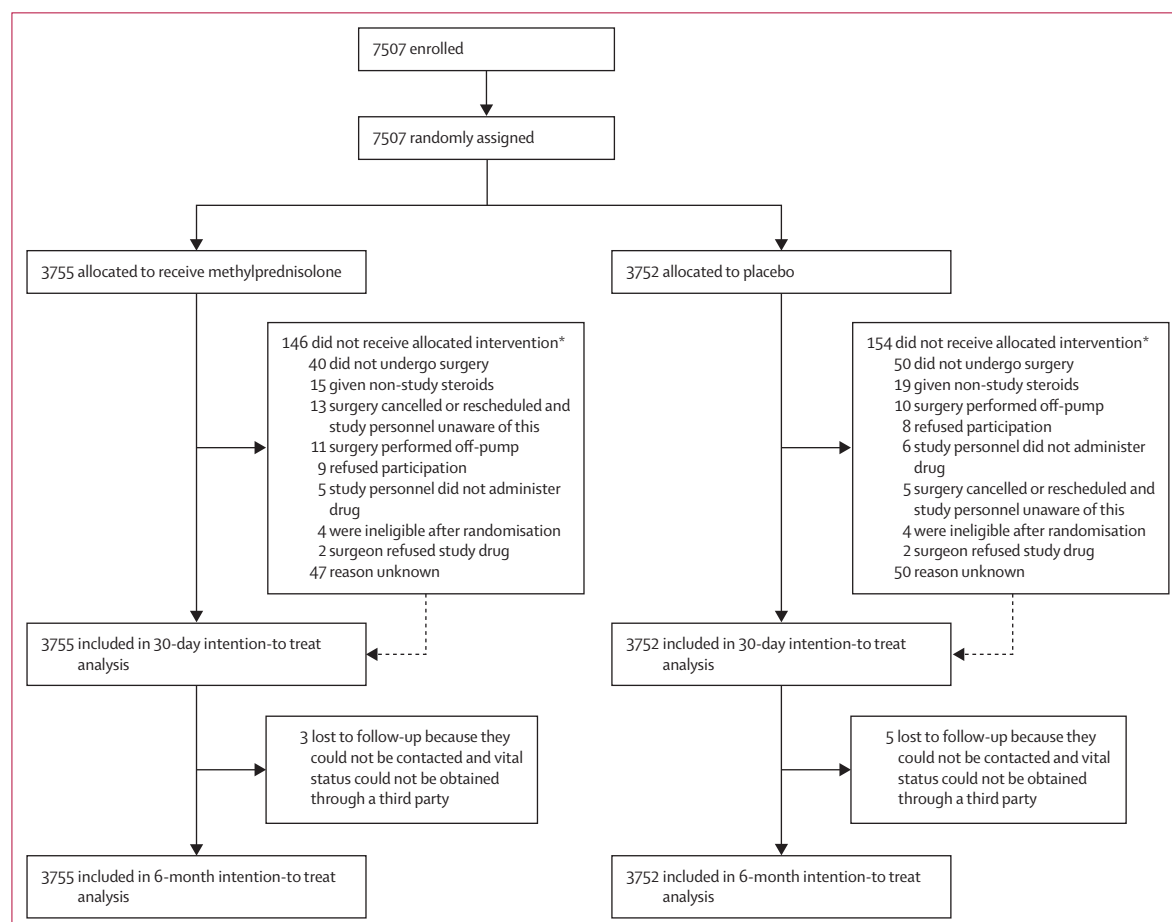 7507 enrolled
7507 randomly assigned
3755 allocated to receive methylprednisolone
3752 allocated to placebo
146 did not receive allocated intervention*
40 did not undergo surgery
15 given non-study steroids
13 surgery cancelled or rescheduled and
study personnel unaware of this
11 surgery performed off-pump
9 refused participation
5 study personnel did not administer
drug
4 were ineligible after randomisation
2 surgeon refused study drug
47 reason unknown
154 did not receive allocated intervention*
50 did not undergo surgery
19 given non-study steroids
10 surgery performed off-pump
8 refused participation
6 study personnel did not administer
drug
5 surgery cancelled or rescheduled and
study personnel unaware of this
4 were ineligible after randomisation
2 surgeon refused study drug
50 reason unknown
3755 included in 30-day intention-to treat
analysis
3752 included in 30-day intention-to treat
analysis
3 lost to follow-up because they
could not be contacted and vital
status could not be obtained
through a third party
5 lost to follow-up because they
could not be contacted and vital
status could not be obtained
through a third party
3755 included in 6-month intention-to treat
analysis
3752 included in 6-month intention-to treat
analysis